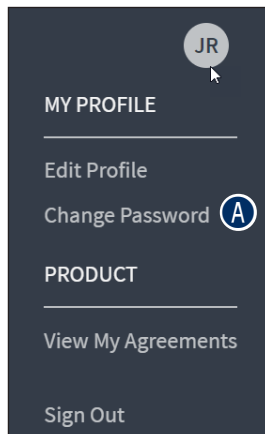 JR
MY PROFILE
Edit Profile
Change Password A
PRODUCT
View My Agreements
Sign Out